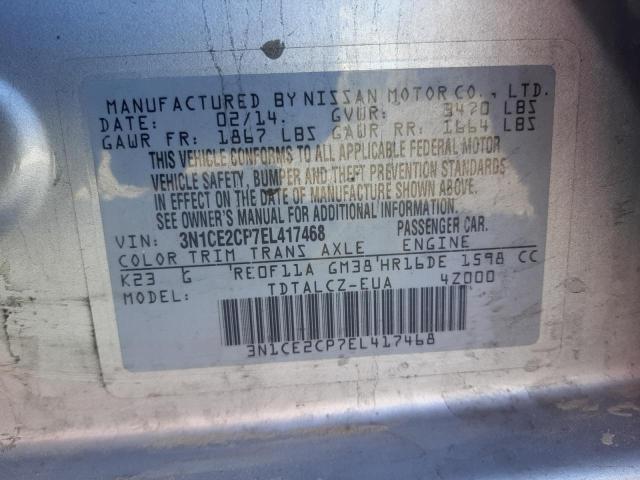 MANUFACTURED BY NISSAN MOTOR CO., LTD.
DATE: 02/14. GVWR: 3470 LBS
GAWR FR: 1867 LBS GAWR RR: 1664 LBS
THIS VEHICLE CONFORMS TO ALL APPLICABLE FEDERAL MOTOR
VEHICLE SAFETY, BUMPER AND THEFT PREVENTION STANDARDS
IN EFFECT ON THE DATE OF MANUFACTURE SHOWN ABOVE.
SEE OWNER'S MANUAL FOR ADDITIONAL INFORMATION.
VIN: 3N1CE2CP7EL417468 PASSENGER CAR.
COLOR TRIM TRANS AXLE ENGINE
K23 G RE0F11A GM38 HR16DE 1598 CC
MODEL: TDTALCZ-EUA 4Z000
3N1CE2CP7EL417468